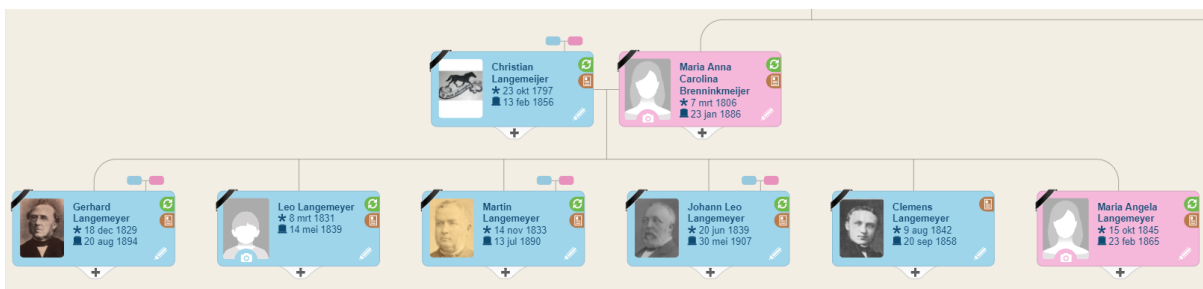 Christian
Langemeijer
23 okt 1797
13 feb 1856
Maria Anna
Carolina
Brenninkmeijer
7 mrt 1806
23 jan 1886
Gerhard
Langemeyer
18 dec 1829
20 aug 1894
Leo Langemeyer
8 mrt 1831
14 mei 1839
Martin
Langemeyer
14 nov 1833
13 jul 1890
Johann Leo
Langemeyer
20 jun 1839
30 mei 1907
Clemens
Langemeyer
9 aug 1842
20 sep 1858
Maria Angela
Langemeyer
15 okt 1845
23 feb 1865